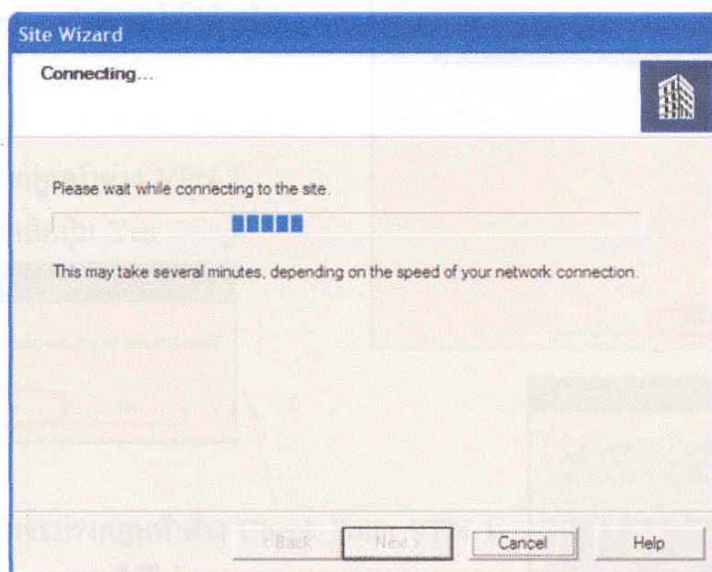 Site Wizard
Connecting...
Please wait while connecting to the site.
This may take several minutes, depending on the speed of your network connection.
< Back
Next >
Cancel
Help